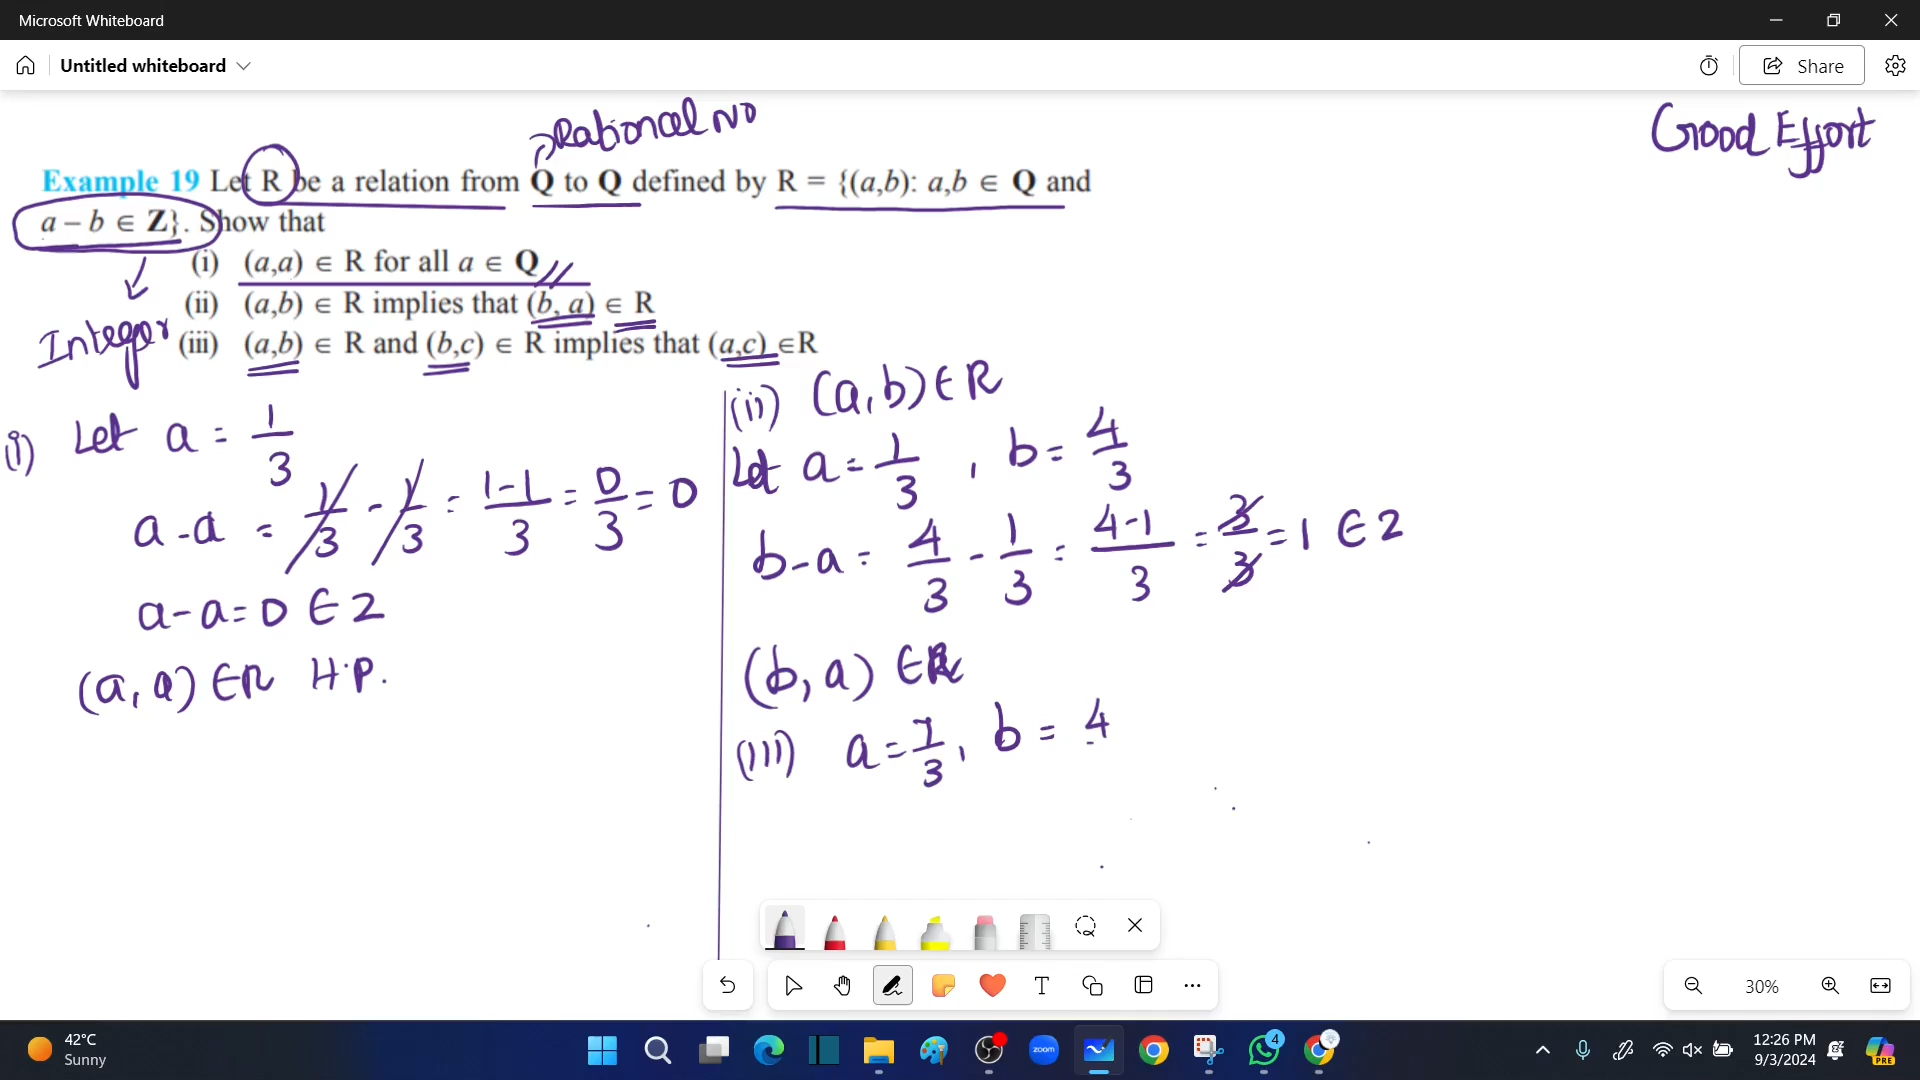 Microsoft Whiteboard
Untitled whiteboard
Share
Rational No
Good Effort
Example 19 Let R be a relation from Q to Q defined by R = {(a,b): a,b ∈ Q and
a – b ∈ Z}. Show that
(i) (a,a) ∈ R for all a ∈ Q
(ii) (a,b) ∈ R implies that (b, a) ∈ R
Integer
(iii) (a,b) ∈ R and (b,c) ∈ R implies that (a,c) ∈R
(i) Let a = 1/3
a-a = 1/3 - 1/3 = 1-1/3 = 0/3 = 0
a-a=0 ∈ Z
(a,a) ∈R H.P.
(ii) (a,b)∈R
Let a=1/3, b=4/3
b-a= 4/3 - 1/3 = 4-1/3 = 3/3 = 1 ∈ Z
(b,a) ∈R
(iii) a=1/3, b = 4
30%
42°C
Sunny
zoom
4
12:26 PM
9/3/2024
PRE